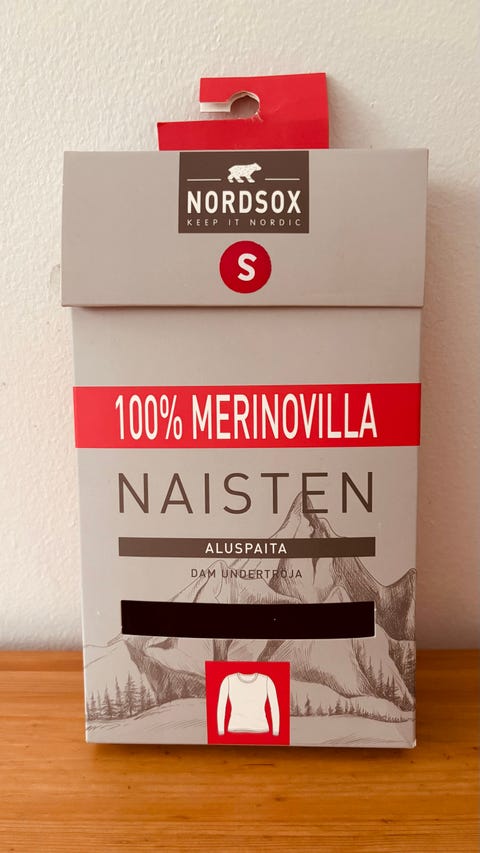 NORDSOX
KEEP IT NORDIC
S
100% MERINOVILLA
NAISTEN
ALUSPAITA
DAM UNDERTRÖJA